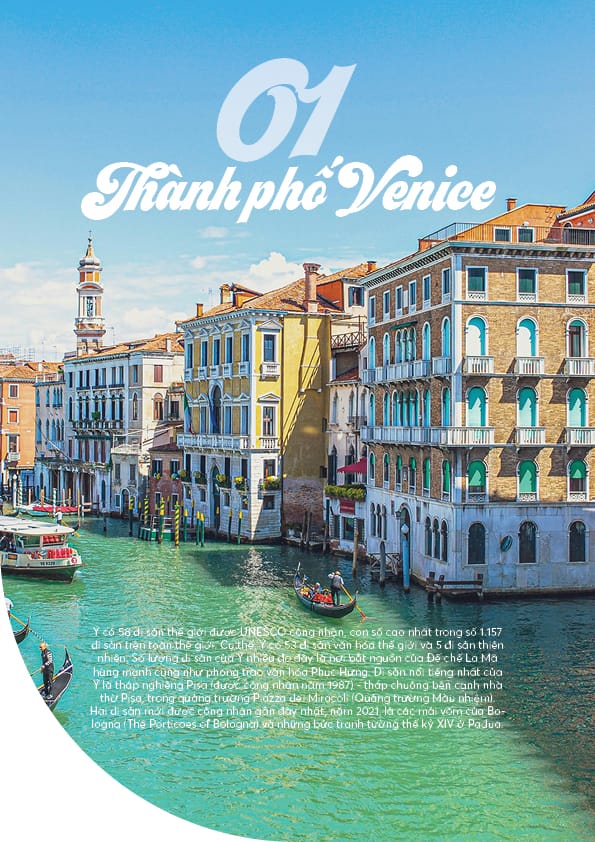 01
Thành phố Venice
Ý có 58 di sản thế giới được UNESCO công nhận, con số cao nhất trong số 1.157
di sản trên toàn thế giới. Cụ thể, Ý có 53 di sản văn hóa thế giới và 5 di sản thiên
nhiên. Số lượng di sản của Ý nhiều do đây là nơi bắt nguồn của Đế chế La Mã
hùng mạnh cũng như phong trào văn hóa Phục Hưng. Di sản nổi tiếng nhất của
Ý là tháp nghiêng Pisa (được công nhận năm 1987) - tháp chuông bên cạnh nhà
thờ Pisa, trong quảng trường Piazza dei Miracoli (Quảng trường Màu nhiệm).
Hai di sản mới được công nhận gần đây nhất, năm 2021, là các mái vòm của Bo-
logna (The Porticoes of Bologna) và những bức tranh tường thế kỷ XIV ở Padua.